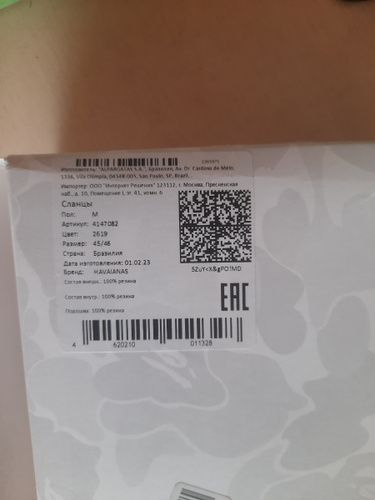 Изготовитель: "ALPARGATAS S.A.", Бразилия, Av. Dr. Cardoso de Melo,
1336, Vila Olimpia, 04548-005, Sao Paulo, SP, Brazil, .
Импортер: ООО "Интернет Решения" 123112, г. Москва, Пресненская
наб., д. 10, Помещение I, эт. 41, комн. 6
Сланцы
Пол: М
Артикул: 4147082
Цвет: 2619
Размер: 45/46
Страна: Бразилия
Дата изготовления: 01.02.23
Бренд: HAVAIANAS
Состав внешн.: 100% резина
Состав внутр.: 100% резина
Подошва: 100% резина
EAC
4 620210 011328